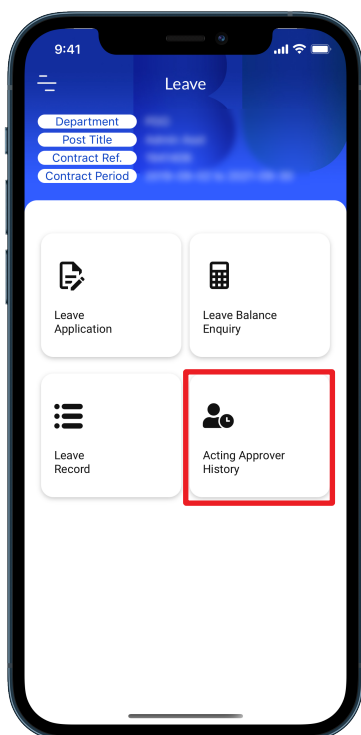 9:41
Leave
Department
Post Title
Contract Ref.
Contract Period
Leave
Application
Leave Balance
Enquiry
Leave
Record
Acting Approver
History